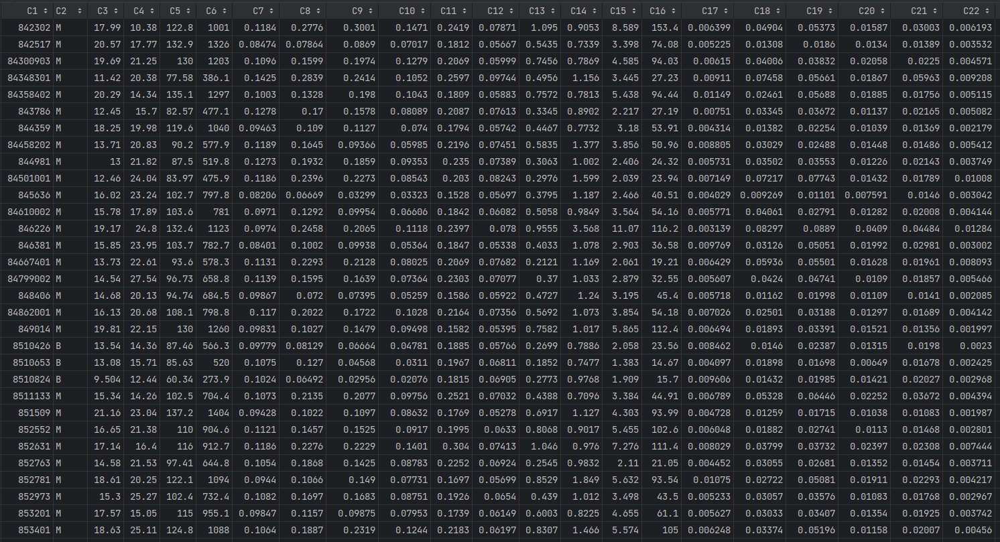 C1 C2 C3 C4 C5 C6 C7 C8 C9 C10 C11 C12 C13 C14 C15 C16 C17 C18 C19 C20 C21 C22
842302 M 17.99 10.38 122.8 1001 0.1184 0.2776 0.3001 0.1471 0.2419 0.07871 1.095 0.9053 8.589 153.4 0.006399 0.04904 0.05373 0.01587 0.03003 0.006193
842517 M 20.57 17.77 132.9 1326 0.08474 0.07864 0.0869 0.07017 0.1812 0.05667 0.5435 0.7339 3.398 74.08 0.005225 0.01308 0.0186 0.0134 0.01389 0.003532
84300903 M 19.69 21.25 130 1203 0.1096 0.1599 0.1974 0.1279 0.2069 0.05999 0.7456 0.7869 4.585 94.03 0.00615 0.04006 0.03832 0.02058 0.0225 0.004571
84348301 M 11.42 20.38 77.58 386.1 0.1425 0.2839 0.2414 0.1052 0.2597 0.09744 0.4956 1.156 3.445 27.23 0.00911 0.07458 0.05661 0.01867 0.05963 0.009208
84358402 M 20.29 14.34 135.1 1297 0.1003 0.1328 0.198 0.1043 0.1809 0.05883 0.7572 0.7813 5.438 94.44 0.01149 0.02461 0.05688 0.01885 0.01756 0.005115
843786 M 12.45 15.7 82.57 477.1 0.1278 0.17 0.1578 0.08089 0.2087 0.07613 0.3345 0.8902 2.217 27.19 0.00751 0.03345 0.03672 0.01137 0.02165 0.005082
844359 M 18.25 19.98 119.6 1040 0.09463 0.109 0.1127 0.074 0.1794 0.05742 0.4467 0.7732 3.18 53.91 0.004314 0.01382 0.02254 0.01039 0.01369 0.002179
84458202 M 13.71 20.83 90.2 577.9 0.1189 0.1645 0.09366 0.05985 0.2196 0.07451 0.5835 1.377 3.856 50.96 0.008805 0.03029 0.02488 0.01448 0.01486 0.005412
844981 M 13 21.82 87.5 519.8 0.1273 0.1932 0.1859 0.09353 0.235 0.07389 0.3063 1.002 2.406 24.32 0.005731 0.03502 0.03553 0.01226 0.02143 0.003749
84501001 M 12.46 24.04 83.97 475.9 0.1186 0.2396 0.2273 0.08543 0.203 0.08243 0.2976 1.599 2.039 23.94 0.007149 0.07217 0.07743 0.01432 0.01789 0.01008
845636 M 16.02 23.24 102.7 797.8 0.08206 0.06669 0.03299 0.03323 0.1528 0.05697 0.3795 1.187 2.466 40.51 0.004029 0.009269 0.01101 0.007591 0.0146 0.003042
84610002 M 15.78 17.89 103.6 781 0.0971 0.1292 0.09954 0.06606 0.1842 0.06082 0.5058 0.9849 3.564 54.16 0.005771 0.04061 0.02791 0.01282 0.02008 0.004144
846226 M 19.17 24.8 132.4 1123 0.0974 0.2458 0.2065 0.1118 0.2397 0.078 0.9555 3.568 11.07 116.2 0.003139 0.08297 0.0889 0.0409 0.04484 0.01284
846381 M 15.85 23.95 103.7 782.7 0.08401 0.1002 0.09938 0.05364 0.1847 0.05338 0.4033 1.078 2.903 36.58 0.009769 0.03126 0.05051 0.01992 0.02981 0.003002
84667401 M 13.73 22.61 93.6 578.3 0.1131 0.2293 0.2128 0.08025 0.2069 0.07682 0.2121 1.169 2.061 19.21 0.006429 0.05936 0.05501 0.01628 0.01961 0.008093
84799002 M 14.54 27.54 96.73 658.8 0.1139 0.1595 0.1639 0.07364 0.2303 0.07077 0.37 1.033 2.879 32.55 0.005607 0.0424 0.04741 0.0109 0.01857 0.005466
848406 M 14.68 20.13 94.74 684.5 0.09867 0.072 0.07395 0.05259 0.1586 0.05922 0.4727 1.24 3.195 45.4 0.005718 0.01162 0.01998 0.01109 0.0141 0.002085
84862001 M 16.13 20.68 108.1 798.8 0.117 0.2022 0.1722 0.1028 0.2164 0.07356 0.5692 1.073 3.854 54.18 0.007026 0.02501 0.03188 0.01297 0.01689 0.004142
849014 M 19.81 22.15 130 1260 0.09831 0.1027 0.1479 0.09498 0.1582 0.05395 0.7582 1.017 5.865 112.4 0.006494 0.01893 0.03391 0.01521 0.01356 0.001997
8510426 B 13.54 14.36 87.46 566.3 0.09779 0.08129 0.06664 0.04781 0.1885 0.05766 0.2699 0.7886 2.058 23.56 0.008462 0.0146 0.02387 0.01315 0.0198 0.0023
8510653 B 13.08 15.71 85.63 520 0.1075 0.127 0.04568 0.0311 0.1967 0.06811 0.1852 0.7477 1.383 14.67 0.004097 0.01898 0.01698 0.00649 0.01678 0.002425
8510824 B 9.504 12.44 60.34 273.9 0.1024 0.06492 0.02956 0.02076 0.1815 0.06905 0.2773 0.9768 1.909 15.7 0.009606 0.01432 0.01985 0.01421 0.02027 0.002968
8511133 M 15.34 14.26 102.5 704.4 0.1073 0.2135 0.2077 0.09756 0.2521 0.07032 0.4388 0.7096 3.384 44.91 0.006789 0.05328 0.06446 0.02252 0.03672 0.004394
851509 M 21.16 23.04 137.2 1404 0.09428 0.1022 0.1097 0.08632 0.1769 0.05278 0.6917 1.127 4.303 93.99 0.004728 0.01259 0.01715 0.01038 0.01083 0.001987
852552 M 16.65 21.38 110 904.6 0.1121 0.1457 0.1525 0.0917 0.1995 0.0633 0.8068 0.9017 5.455 102.6 0.006048 0.01882 0.02741 0.0113 0.01468 0.002801
852631 M 17.14 16.4 116 912.7 0.1186 0.2276 0.2229 0.1401 0.304 0.07413 1.046 0.976 7.276 111.4 0.008029 0.03799 0.03732 0.02397 0.02308 0.007444
852763 M 14.58 21.53 97.41 644.8 0.1054 0.1868 0.1425 0.08783 0.2252 0.06924 0.2545 0.9832 2.11 21.05 0.004452 0.03055 0.02681 0.01352 0.01454 0.003711
852781 M 18.61 20.25 122.1 1094 0.0944 0.1066 0.149 0.07731 0.1697 0.05699 0.8529 1.849 5.632 93.54 0.01075 0.02722 0.05081 0.01911 0.02293 0.004217
852973 M 15.3 25.27 102.4 732.4 0.1082 0.1697 0.1683 0.08751 0.1926 0.0654 0.439 1.012 3.498 43.5 0.005233 0.03057 0.03576 0.01083 0.01768 0.002967
853201 M 17.57 15.05 115 955.1 0.09847 0.1157 0.09875 0.07953 0.1739 0.06149 0.6003 0.8225 4.655 61.1 0.005627 0.03033 0.03407 0.01354 0.01925 0.003742
853401 M 18.63 25.11 124.8 1088 0.1064 0.1887 0.2319 0.1244 0.2183 0.06197 0.8307 1.466 5.574 105 0.006248 0.03374 0.05196 0.01158 0.02007 0.00456